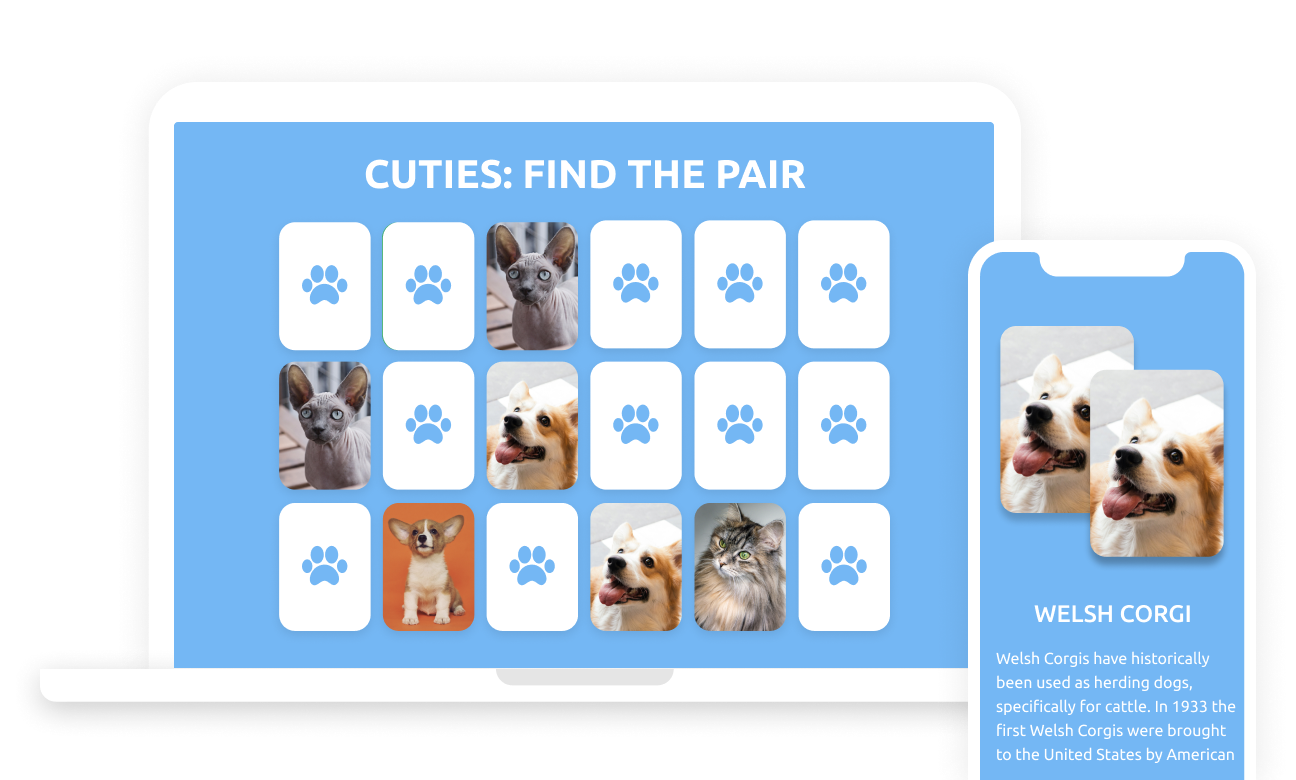 CUTIES: FIND THE PAIR
WELSH CORGI
Welsh Corgis have historically
been used as herding dogs,
specifically for cattle. In 1933 the
first Welsh Corgis were brought
to the United States by American